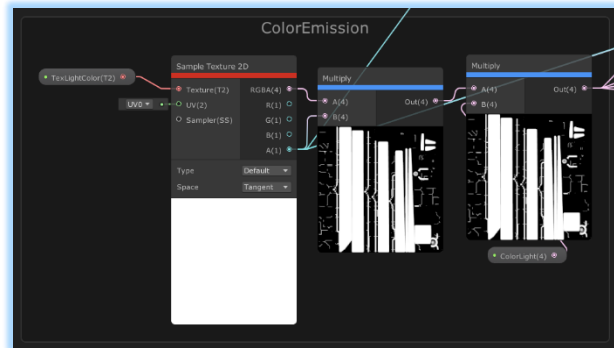 ColorEmission
TexLightColor(T2)
Sample Texture 2D
Texture(T2)
RGBA(4)
UV0
UV(2)
R(1)
Sampler(SS)
G(1)
B(1)
A(1)
Type
Default
Space
Tangent
Multiply
A(4)
Out(4)
B(4)
Multiply
A(4)
Out(4)
B(4)
ColorLight(4)